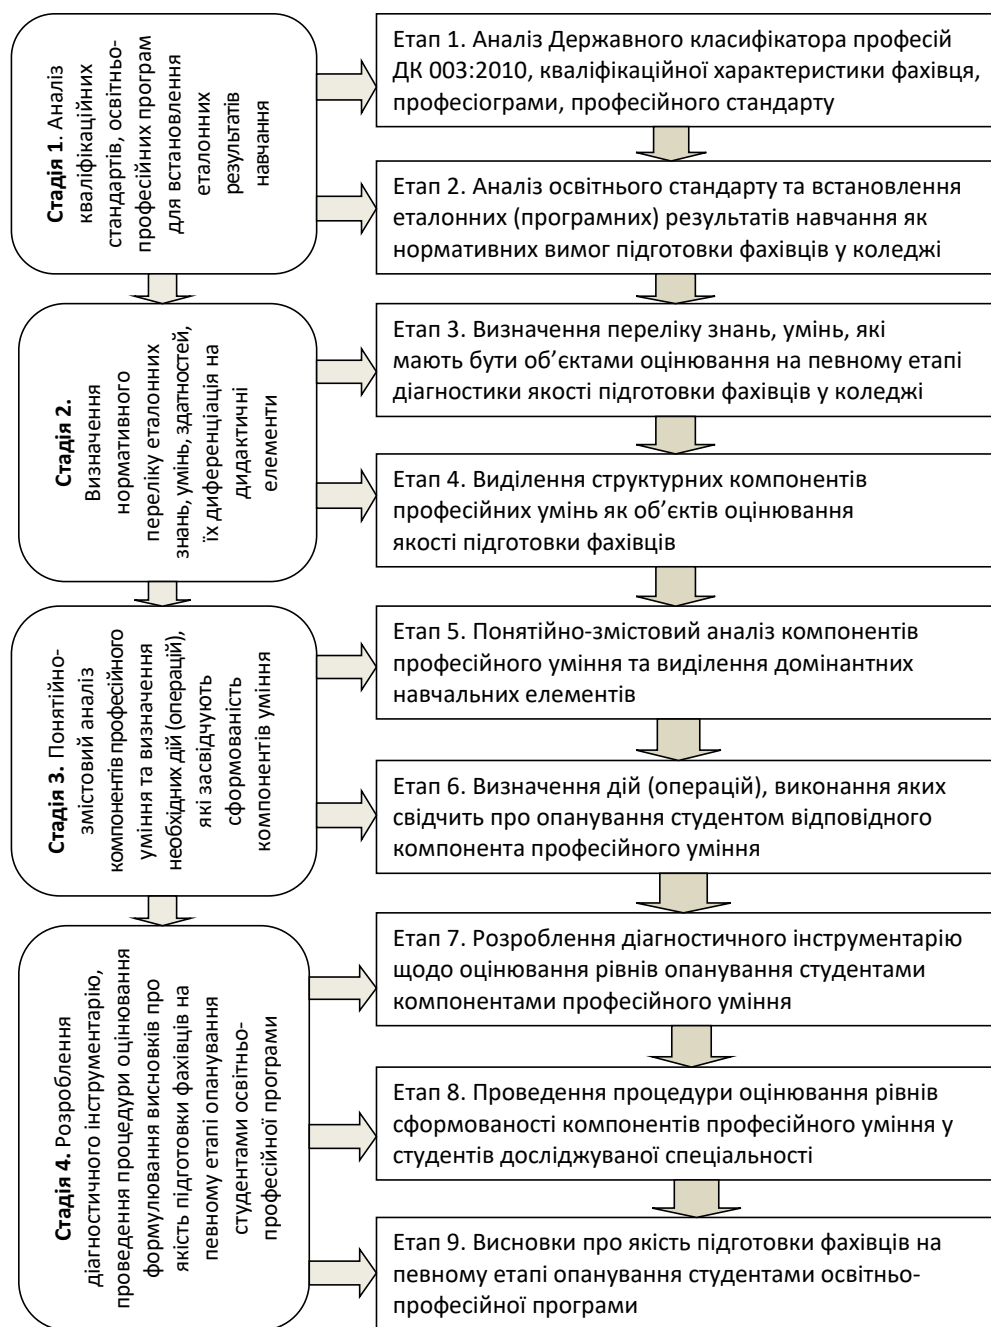 Стадія 1. Аналіз
кваліфікаційних
стандартів, освітньо-
професійних програм
для встановлення
еталонних
результатів
навчання
Етап 1. Аналіз Державного класифікатора професій
ДК 003:2010, кваліфікаційної характеристики фахівця,
професіограми, професійного стандарту
Етап 2. Аналіз освітнього стандарту та встановлення
еталонних (програмних) результатів навчання як
нормативних вимог підготовки фахівців у коледжі
Стадія 2.
Визначення
нормативного
переліку еталонних
знань, умінь, здатностей,
їх диференціація на
дидактичні
елементи
Етап 3. Визначення переліку знань, умінь, які
мають бути об’єктами оцінювання на певному етапі
діагностики якості підготовки фахівців у коледжі
Етап 4. Виділення структурних компонентів
професійних умінь як об’єктів оцінювання
якості підготовки фахівців
Стадія 3. Понятійно-
змістовий аналіз
компонентів професійного
уміння та визначення
необхідних дій (операцій),
які засвідчують
сформованість
компонентів уміння
Етап 5. Понятійно-змістовий аналіз компонентів
професійного уміння та виділення домінантних
навчальних елементів
Етап 6. Визначення дій (операцій), виконання яких
свідчить про опанування студентом відповідного
компонента професійного уміння
Стадія 4. Розроблення
діагностичного інструментарію,
проведення процедури оцінювання
формулювання висновків про
якість підготовки фахівців на
певному етапі опанування
студентами освітньо-
професійної програми
Етап 7. Розроблення діагностичного інструментарію
щодо оцінювання рівнів опанування студентами
компонентами професійного уміння
Етап 8. Проведення процедури оцінювання рівнів
сформованості компонентів професійного уміння у
студентів досліджуваної спеціальності
Етап 9. Висновки про якість підготовки фахівців на
певному етапі опанування студентами освітньо-
професійної програми